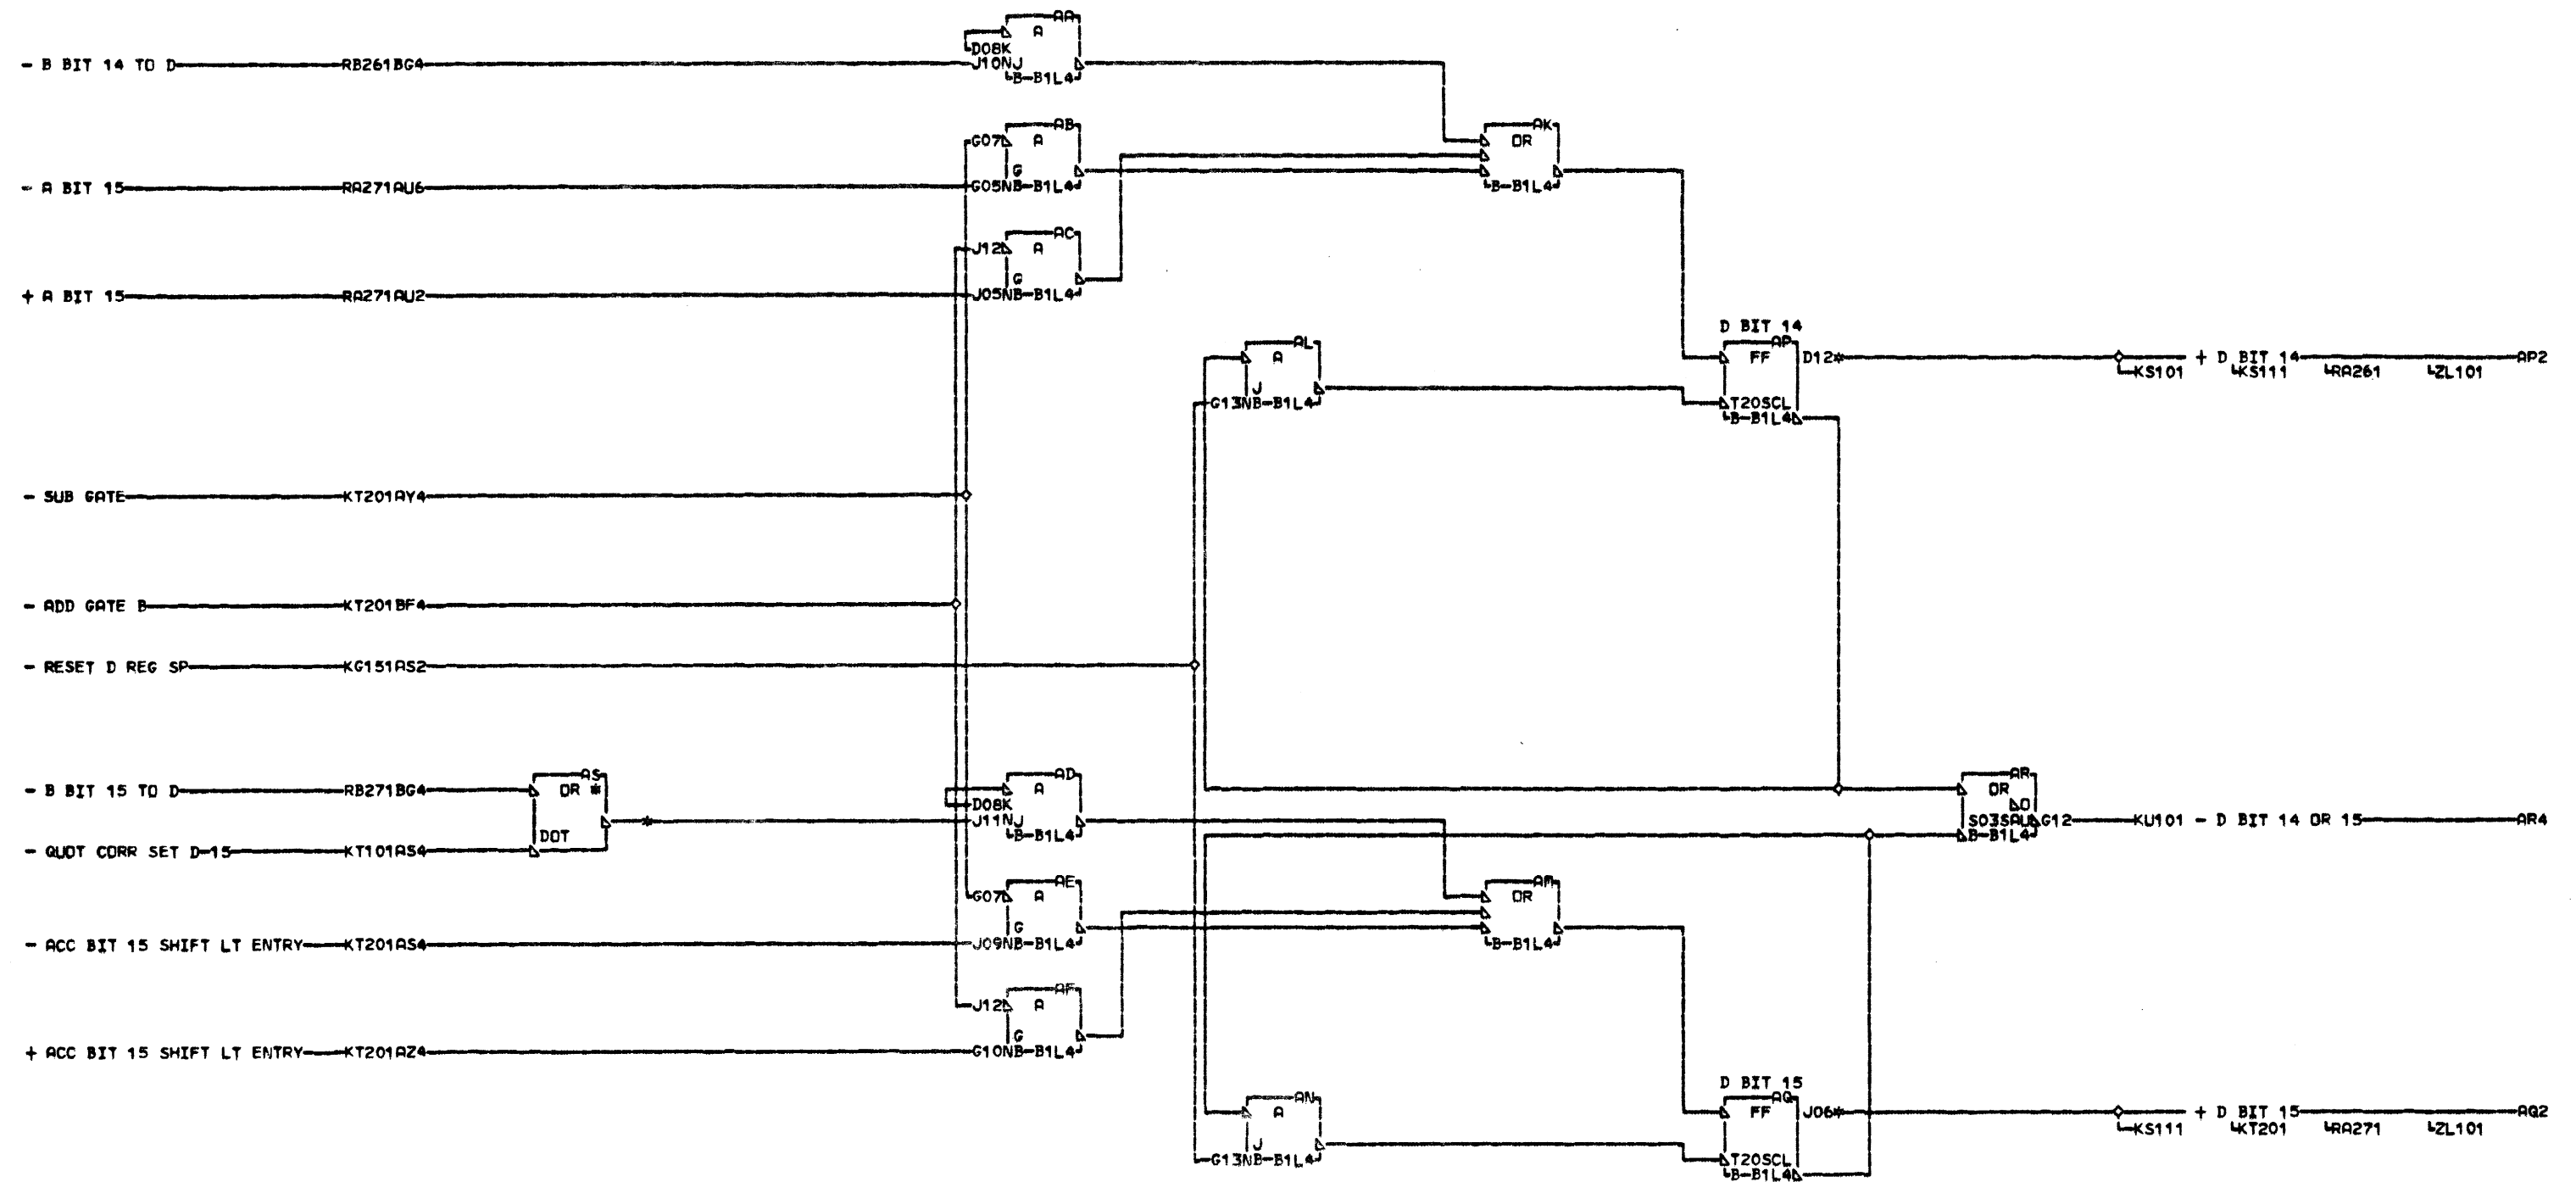 AA
A
D08K
- B BIT 14 TO D RB261BG4 J10NJ
B-B1L4
AB AK
G07 A OR
G
- A BIT 15 RA271AU6 G05NB-B1L4 B-B1L4
AC
J12 A
G
+ A BIT 15 RA271AU2 J05NB-B1L4
D BIT 14
AL AP
A FF D12* + D BIT 14 AP2
KS101 KS111 RA261 ZL101
J
G13NB-B1L4 T20SCL
B-B1L4
- SUB GATE KT201AY4
- ADD GATE B KT201BF4
- RESET D REG SP KG151AS2
AS AD AR
- B BIT 15 TO D RB271BG4 OR * A OR
D08K O
* J11NJ S03SAU G12 KU101 - D BIT 14 OR 15 AR4
DOT B-B1L4 B-B1L4
- QUOT CORR SET D-15 KT101AS4
AE AM
G07 A OR
G
- ACC BIT 15 SHIFT LT ENTRY KT201AS4 J09NB-B1L4 B-B1L4
AF
J12 A
G
+ ACC BIT 15 SHIFT LT ENTRY KT201AZ4 G10NB-B1L4
D BIT 15
AN AQ
A FF J06* + D BIT 15 AQ2
KS111 KT201 RA271 ZL101
J
G13NB-B1L4 T20SCL
B-B1L4